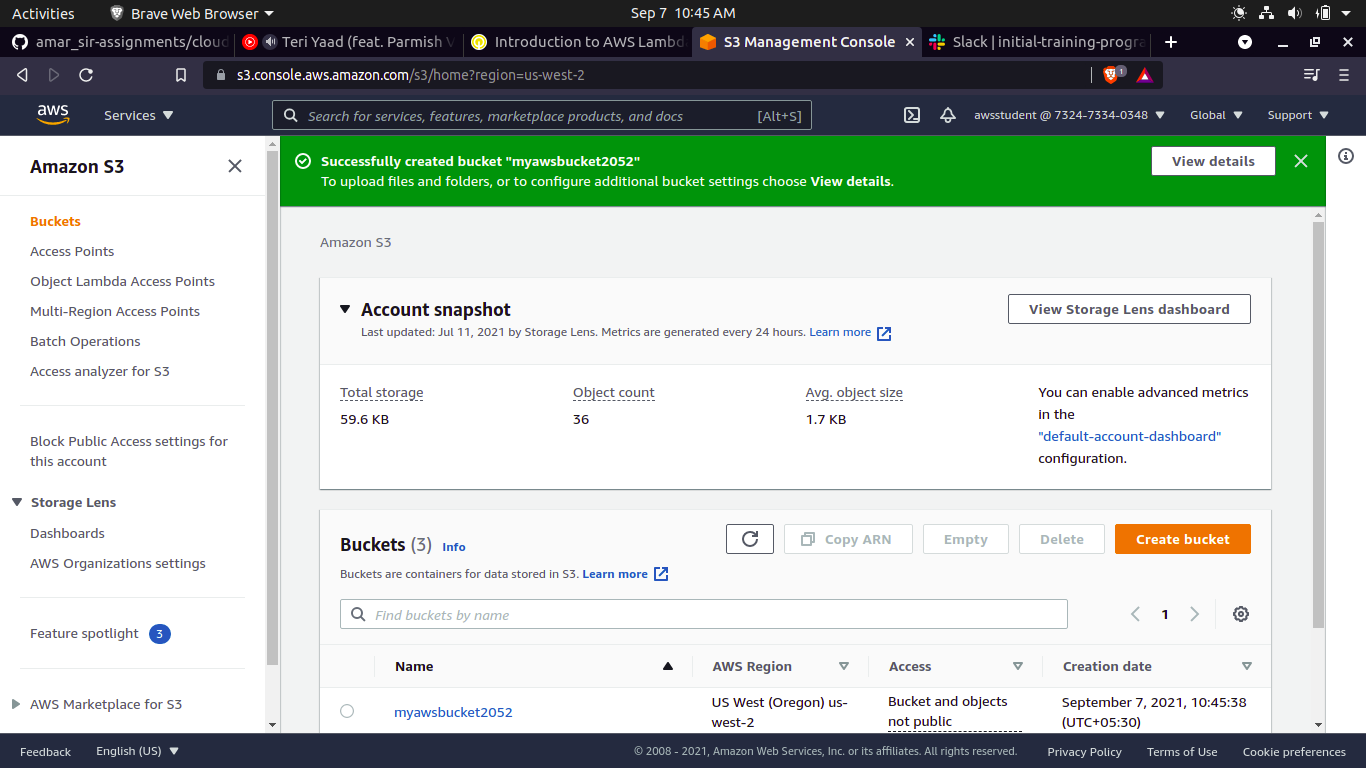 Activities Brave Web Browser Sep 7 10:45 AM
amar_sir-assignments/cloud Teri Yaad (feat. Parmish V Introduction to AWS Lambd S3 Management Console Slack | initial-training-progra
s3.console.aws.amazon.com/s3/home?region=us-west-2 1
aws Services Search for services, features, marketplace products, and docs [Alt+S] awsstudent @ 7324-7334-0348 Global Support
Amazon S3
Buckets
Access Points
Object Lambda Access Points
Multi-Region Access Points
Batch Operations
Access analyzer for S3
Block Public Access settings for
this account
Storage Lens
Dashboards
AWS Organizations settings
Feature spotlight 3
AWS Marketplace for S3
Successfully created bucket "myawsbucket2052"
To upload files and folders, or to configure additional bucket settings choose View details.
View details
Amazon S3
Account snapshot
Last updated: Jul 11, 2021 by Storage Lens. Metrics are generated every 24 hours. Learn more
View Storage Lens dashboard
Total storage
59.6 KB
Object count
36
Avg. object size
1.7 KB
You can enable advanced metrics
in the
"default-account-dashboard"
configuration.
Buckets (3) Info
Copy ARN Empty Delete Create bucket
Buckets are containers for data stored in S3. Learn more
Find buckets by name
1
Name AWS Region Access Creation date
myawsbucket2052
US West (Oregon) us-
west-2
Bucket and objects
not public
September 7, 2021, 10:45:38
(UTC+05:30)
Feedback English (US) © 2008 - 2021, Amazon Web Services, Inc. or its affiliates. All rights reserved. Privacy Policy Terms of Use Cookie preferences